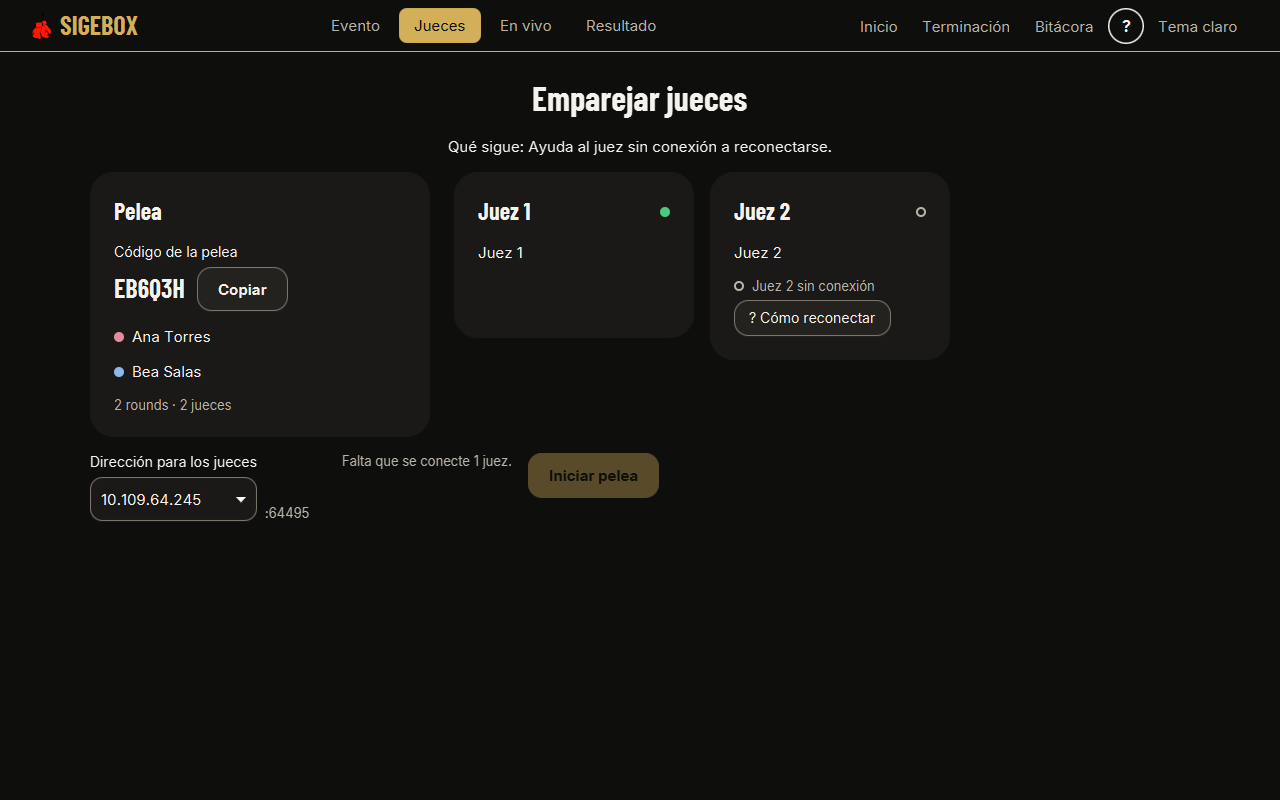 SIGEBOX
Evento
Jueces
En vivo
Resultado
Inicio
Terminación
Bitácora
?
Tema claro
Emparejar jueces
Qué sigue: Ayuda al juez sin conexión a reconectarse.
Pelea
Código de la pelea
EB6Q3H
Copiar
Ana Torres
Bea Salas
2 rounds · 2 jueces
Juez 1
Juez 1
Juez 2
Juez 2
Juez 2 sin conexión
? Cómo reconectar
Dirección para los jueces
10.109.64.245
:64495
Falta que se conecte 1 juez.
Iniciar pelea